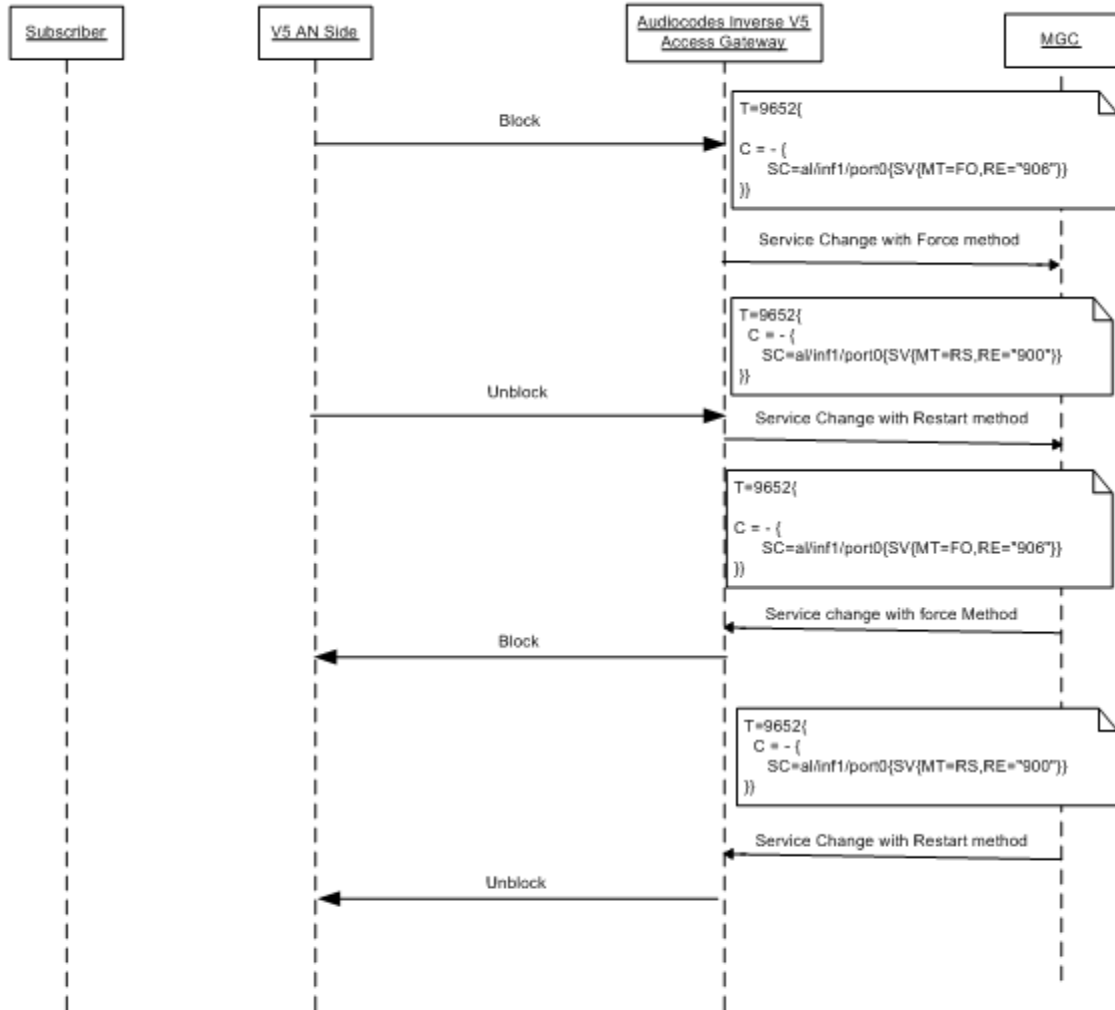 Subscriber
V5 AN Side
Audiocodes Inverse V5
Access Gateway
MGC
T=9652{
C = - {
SC=al/inf1/port0{SV{MT=FO,RE="906"}}
}}
Block
Service Change with Force method
T=9652{
C = - {
SC=al/inf1/port0{SV{MT=RS,RE="900"}}
}}
Unblock
Service Change with Restart method
T=9652{
C = - {
SC=al/inf1/port0{SV{MT=FO,RE="906"}}
}}
Service change with force Method
Block
T=9652{
C = - {
SC=al/inf1/port0{SV{MT=RS,RE="900"}}
}}
Service Change with Restart method
Unblock